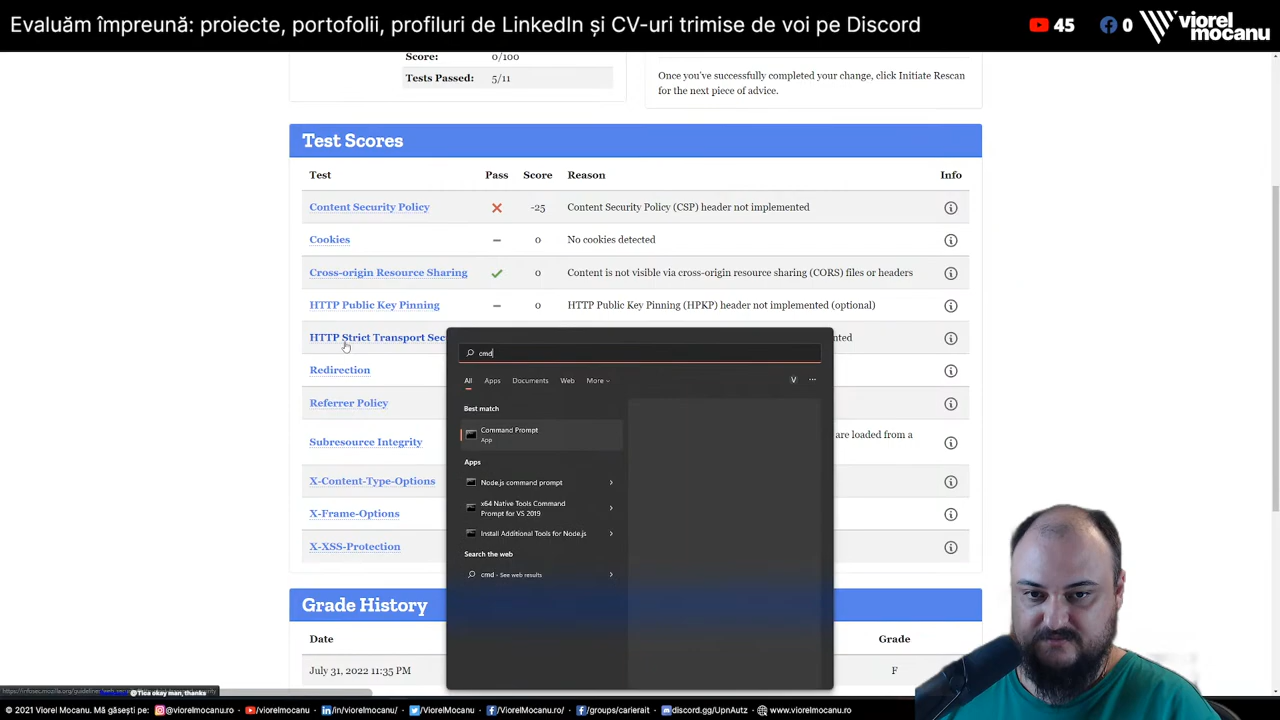 Evaluăm împreună: proiecte, portofolii, profiluri de LinkedIn și CV-uri trimise de voi pe Discord
45
0
viorel
mocanu
Score: 0/100
Tests Passed: 5/11
Once you've successfully completed your change, click Initiate Rescan
for the next piece of advice.
Test Scores
Test Pass Score Reason Info
Content Security Policy -25 Content Security Policy (CSP) header not implemented
Cookies – 0 No cookies detected
Cross-origin Resource Sharing 0 Content is not visible via cross-origin resource sharing (CORS) files or headers
HTTP Public Key Pinning – 0 HTTP Public Key Pinning (HPKP) header not implemented (optional)
HTTP Strict Transport Sec
nted
Redirection
Referrer Policy
Subresource Integrity
are loaded from a
X-Content-Type-Options
X-Frame-Options
X-XSS-Protection
cmd
All Apps Documents Web More
V
Best match
Command Prompt
App
Apps
Node.js command prompt
x64 Native Tools Command
Prompt for VS 2019
Install Additional Tools for Node.js
Search the web
cmd - See web results
Grade History
Date Grade
July 31, 2022 11:35 PM F
@Tice okay man, thanks
© 2021 Viorel Mocanu. Mă găsești pe: @viorelmocanu.ro /viorelmocanu in/viorelmocanu/ /ViorelMocanu /ViorelMocanu.ro/ /groups/carierait discord.gg/UpnAutz www.viorelmocanu.ro